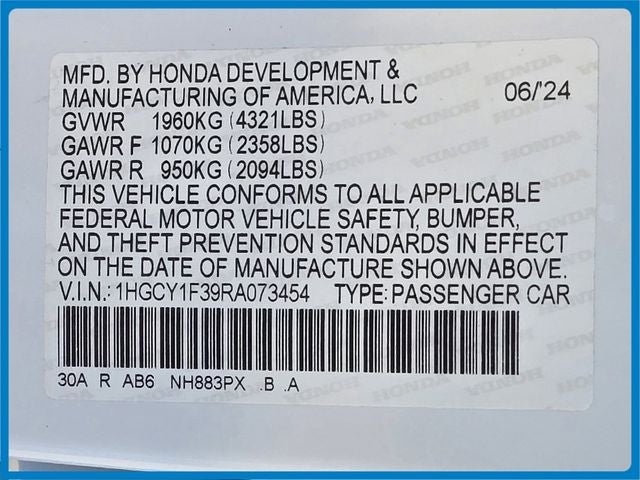 MFD. BY HONDA DEVELOPMENT &
MANUFACTURING OF AMERICA, LLC 06/'24
GVWR 1960KG (4321LBS)
GAWR F 1070KG (2358LBS)
GAWR R 950KG (2094LBS)
THIS VEHICLE CONFORMS TO ALL APPLICABLE
FEDERAL MOTOR VEHICLE SAFETY, BUMPER,
AND THEFT PREVENTION STANDARDS IN EFFECT
ON THE DATE OF MANUFACTURE SHOWN ABOVE.
V.I.N.: 1HGCY1F39RA073454 TYPE: PASSENGER CAR
30A R AB6 NH883PX .B .A